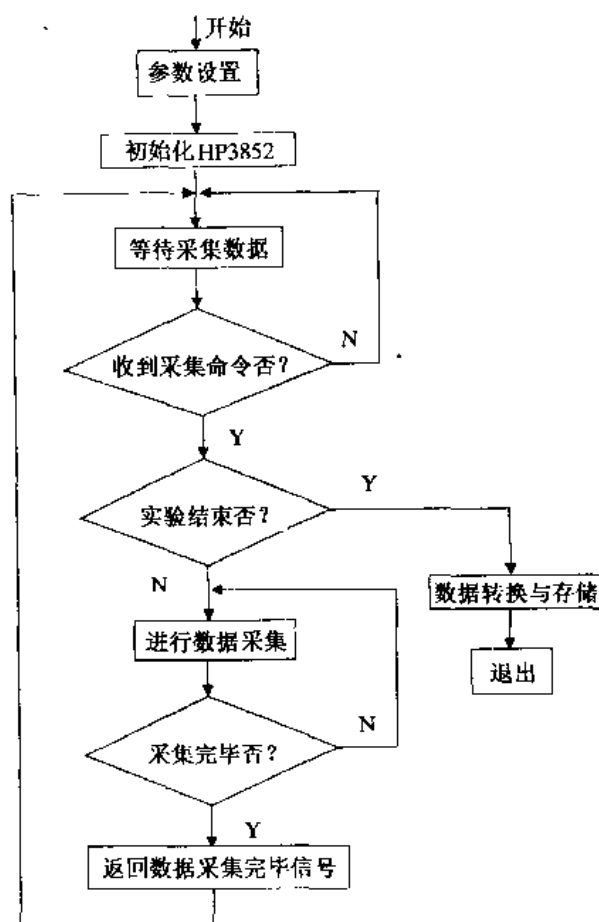 开始
参数设置
初始化HP3852
等待采集数据
N
收到采集命令否?
Y
Y
实验结束否?
N
数据转换与存储
进行数据采集
退出
N
采集完毕否?
Y
返回数据采集完毕信号